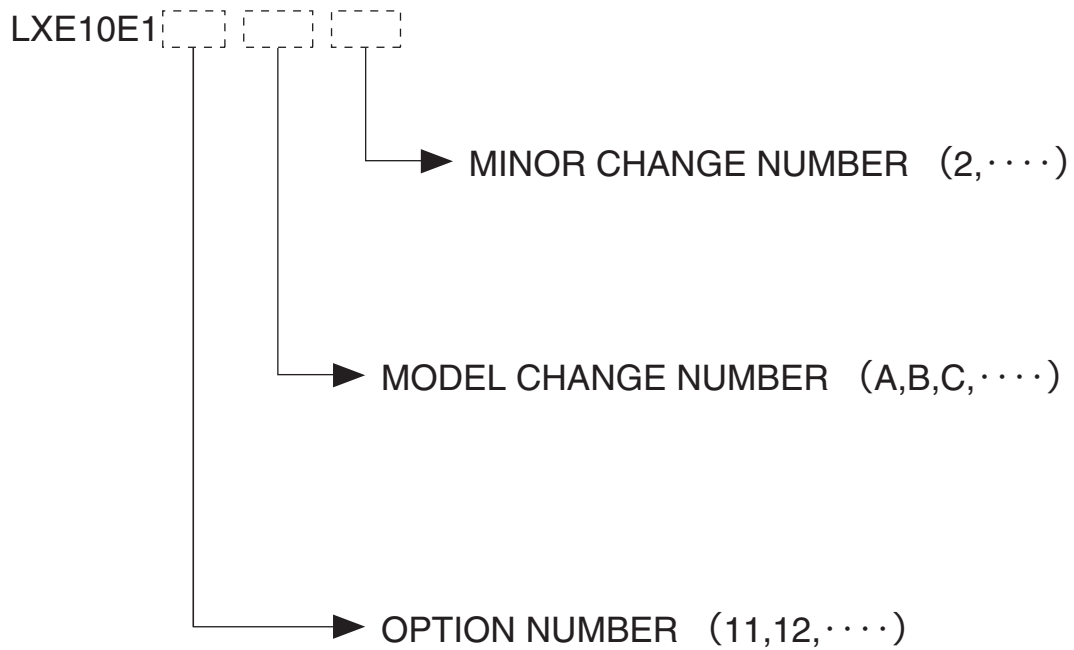 LXE10E1
MINOR CHANGE NUMBER （2,････）
MODEL CHANGE NUMBER （A,B,C,････）
OPTION NUMBER （11,12,････）